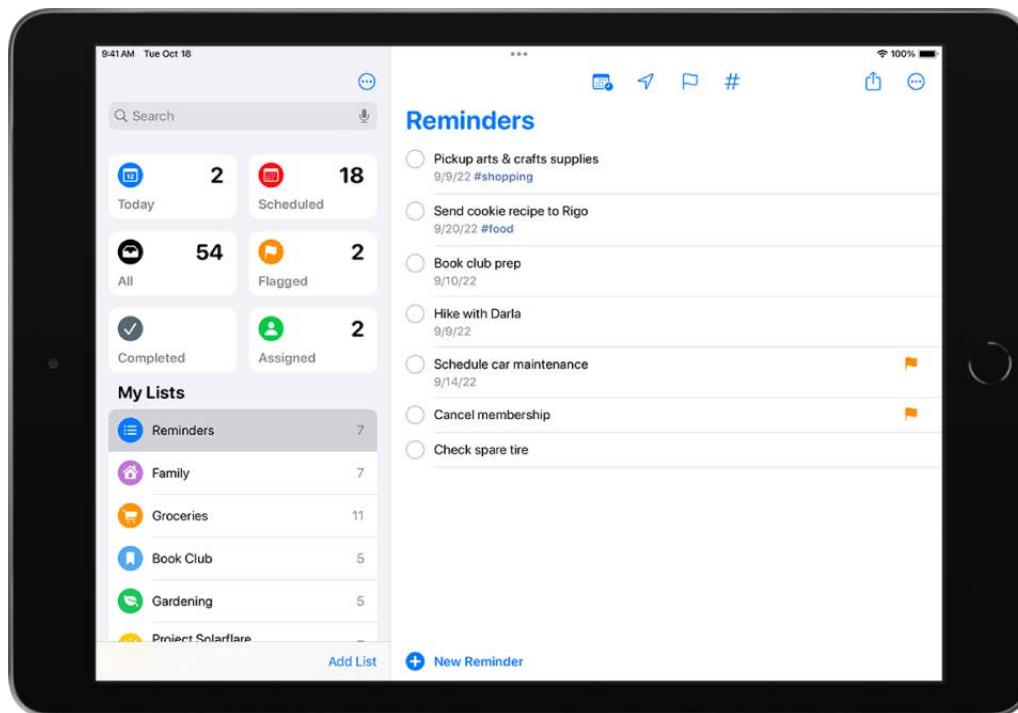 9:41 AM Tue Oct 18
100%
Search
2
Today
18
Scheduled
54
All
2
Flagged
Completed
2
Assigned
My Lists
Reminders 7
Family 7
Groceries 11
Book Club 5
Gardening 5
Project Solarflare
Add List
#
Reminders
Pickup arts & crafts supplies
9/9/22 #shopping
Send cookie recipe to Rigo
9/20/22 #food
Book club prep
9/10/22
Hike with Darla
9/9/22
Schedule car maintenance
9/14/22
Cancel membership
Check spare tire
New Reminder